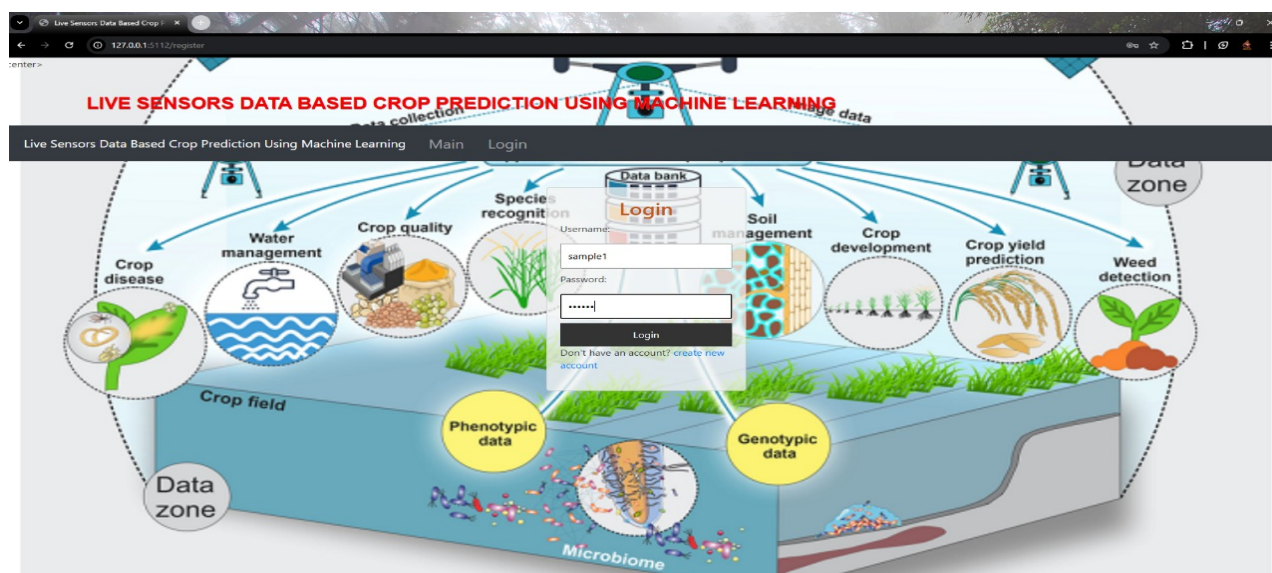 Live Sensors Data Based Crop P
127.0.0.1:5112/register
center>
LIVE SENSORS DATA BASED CROP PREDICTION USING MACHINE LEARNING
Data collection
Image data
Live Sensors Data Based Crop Prediction Using Machine Learning Main Login
Data bank
Data
zone
Species
recognition
Login
Soil
management
Crop quality
Username:
Crop
development
Water
management
Crop yield
prediction
sample1
Crop
disease
Weed
detection
Password:
••••••
Login
Don't have an account? create new
account
Crop field
Phenotypic
data
Genotypic
data
Data
zone
Microbiome